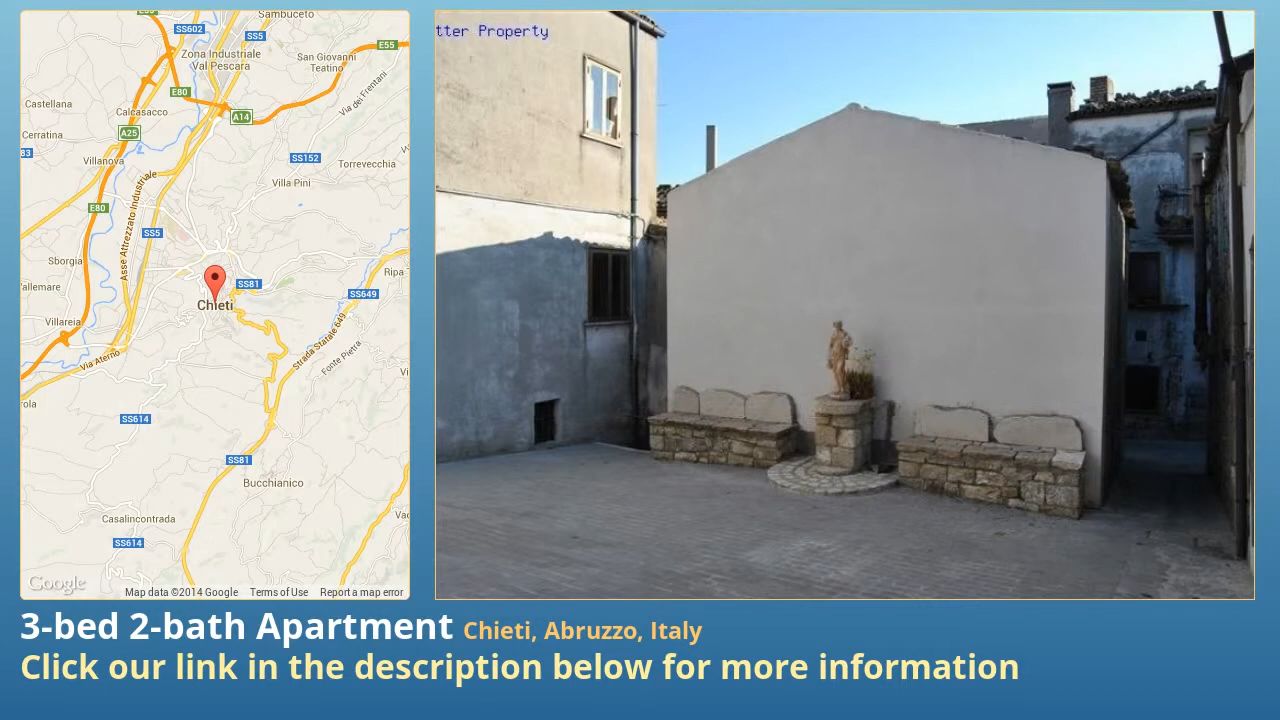 Sambuceto
SS602
SS5
E55
Zona Industriale
Val Pescara
San Giovanni
Teatino
E80
Via dei Frentani
Castellana
Calcasacco
A14
A25
Cerratina
83
SS152
Villanova
Torrevecchia
Asse Attrezzato Industriale
Villa Pini
E80
SS5
Sborgia
Ripa
SS81
allemare
SS649
Chieti
Villareia
Strada Statale 649
Via Aterno
Fonte Pietra
Vi
rola
SS614
SS81
Bucchianico
Casalincontrada
SS614
Google
Map data ©2014 Google Terms of Use Report a map error
tter Property
3-bed 2-bath Apartment Chieti, Abruzzo, Italy
Click our link in the description below for more information